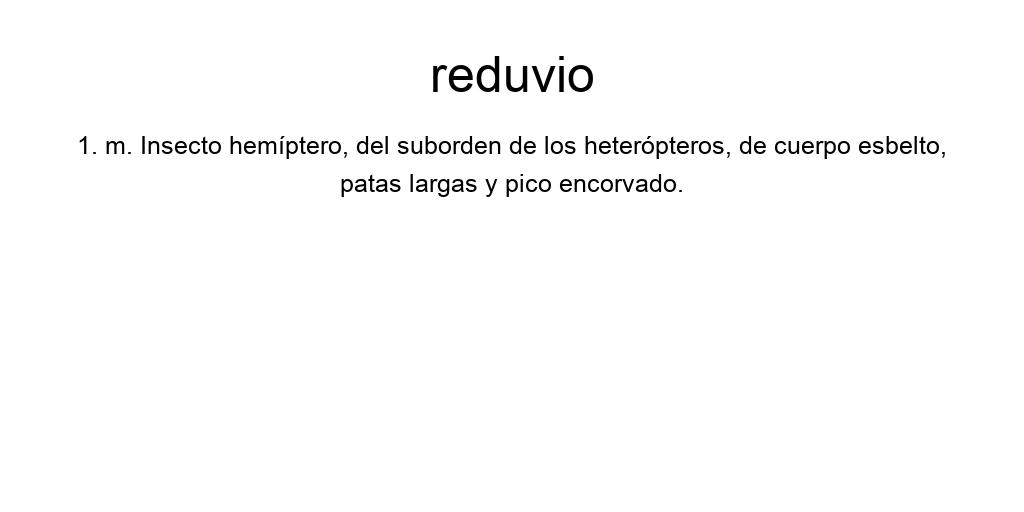 reduvio
1. m. Insecto hemíptero, del suborden de los heterópteros, de cuerpo esbelto,
patas largas y pico encorvado.